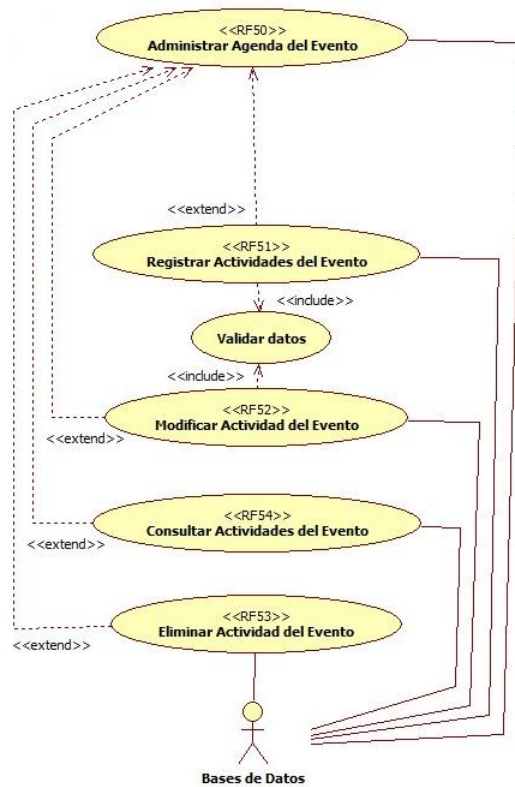 <<RF50>>
Administrar Agenda del Evento
<<extend>>
<<RF51>>
Registrar Actividades del Evento
<<include>>
Validar datos
<<include>>
<<RF52>>
Modificar Actividad del Evento
<<extend>>
<<RF54>>
Consultar Actividades del Evento
<<extend>>
<<RF53>>
Eliminar Actividad del Evento
<<extend>>
Bases de Datos